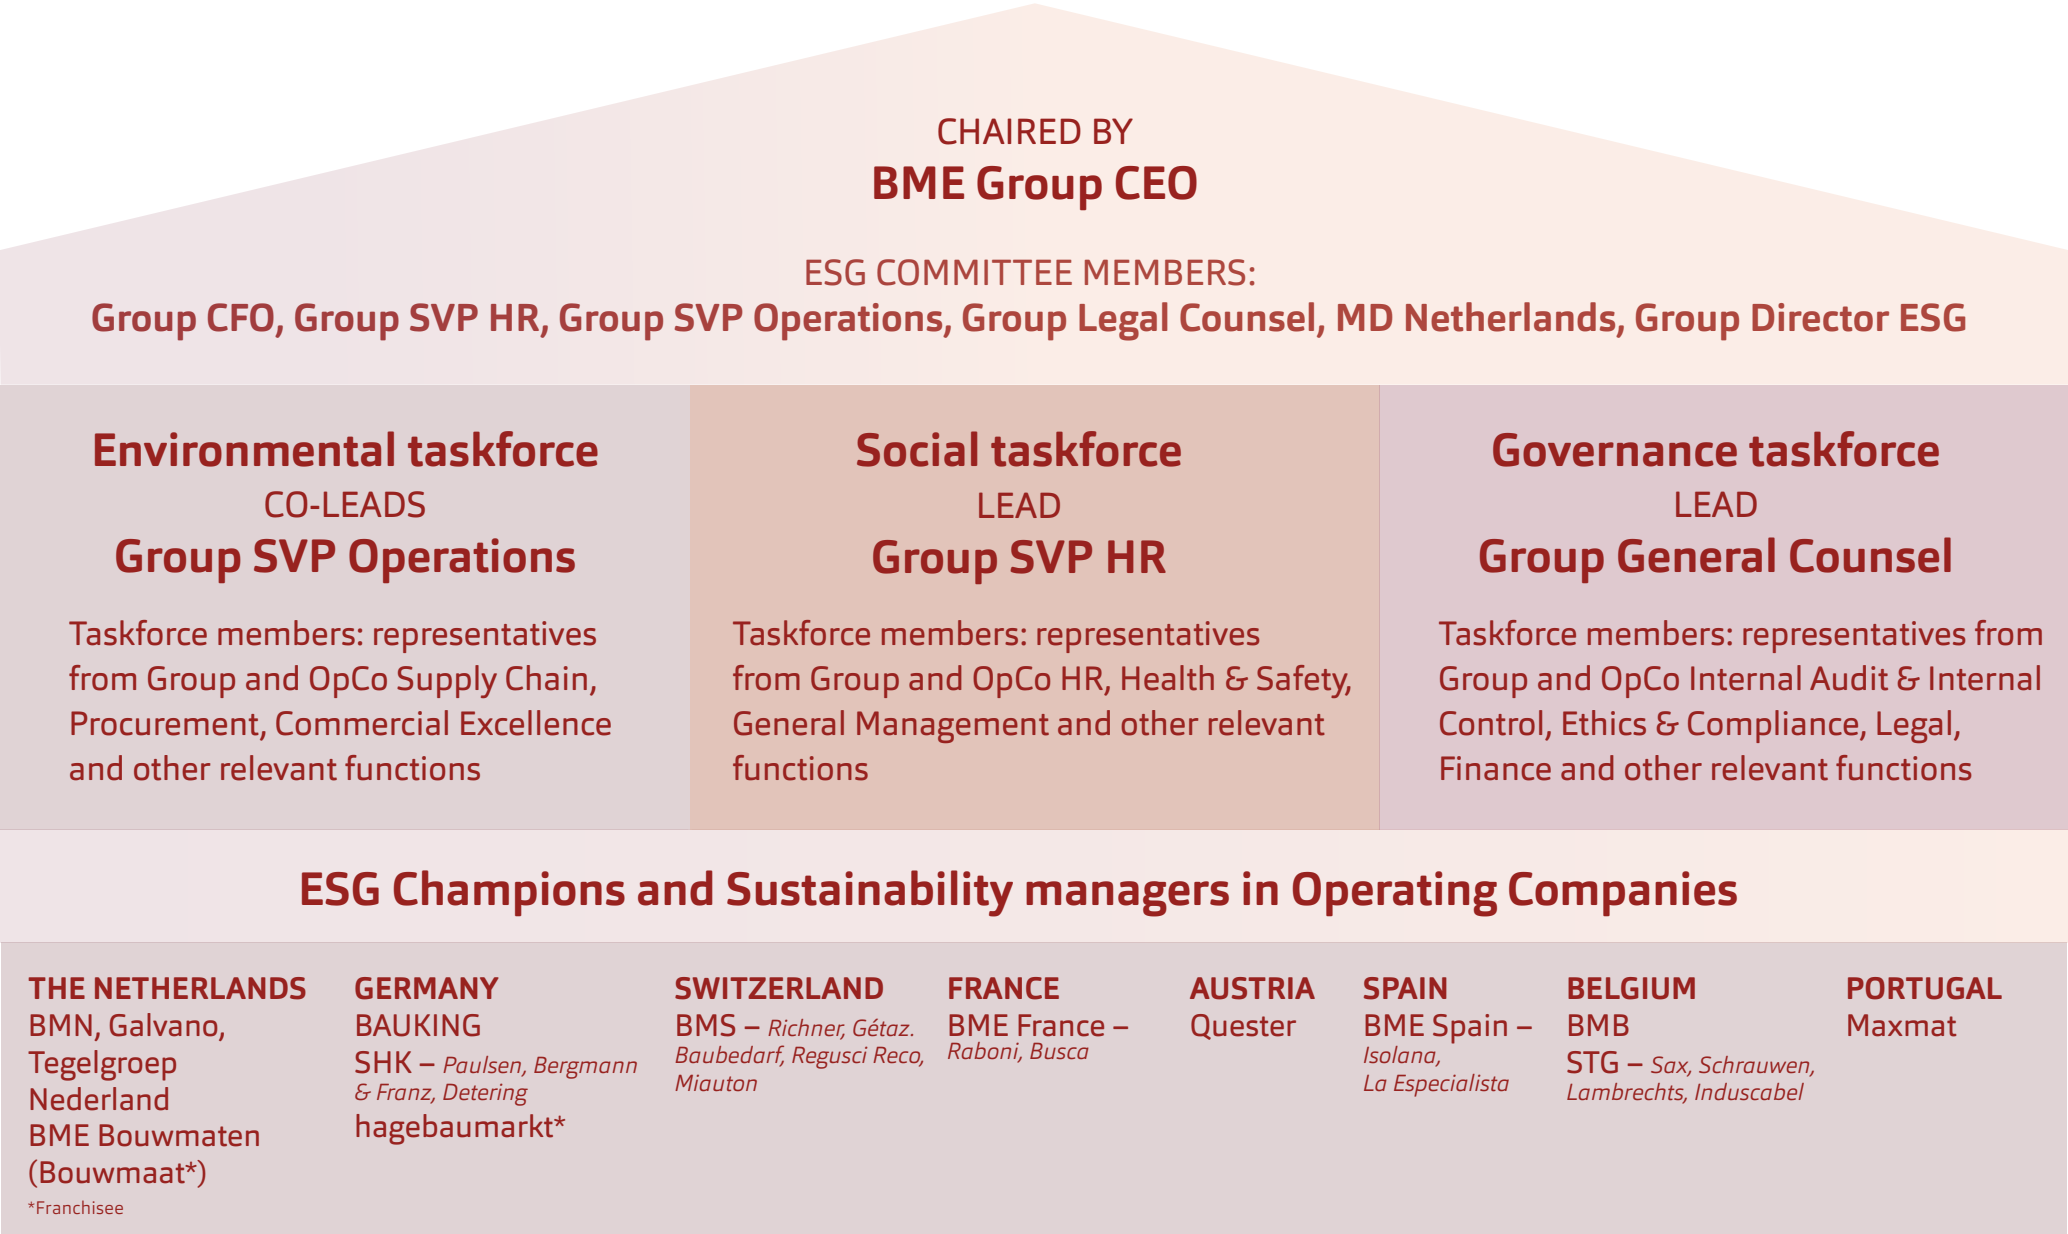 CHAIRED BY
BME Group CEO
ESG COMMITTEE MEMBERS:
Group CFO, Group SVP HR, Group SVP Operations, Group Legal Counsel, MD Netherlands, Group Director ESG
Environmental taskforce
CO-LEADS
Group SVP Operations
Taskforce members: representatives
from Group and OpCo Supply Chain,
Procurement, Commercial Excellence
and other relevant functions
Social taskforce
LEAD
Group SVP HR
Taskforce members: representatives
from Group and OpCo HR, Health & Safety,
General Management and other relevant
functions
Governance taskforce
LEAD
Group General Counsel
Taskforce members: representatives from
Group and OpCo Internal Audit & Internal
Control, Ethics & Compliance, Legal,
Finance and other relevant functions
ESG Champions and Sustainability managers in Operating Companies
THE NETHERLANDS
BMN, Galvano,
Tegelgroep
Nederland
BME Bouwmaten
(Bouwmaat*)
*Franchisee
GERMANY
BAUKING
SHK – Paulsen, Bergmann
& Franz, Detering
hagebaumarkt*
SWITZERLAND
BMS – Richner, Gétaz.
Baubedarf, Regusci Reco,
Miauton
FRANCE
BME France –
Raboni, Busca
AUSTRIA
Quester
SPAIN
BME Spain –
Isolana,
La Especialista
BELGIUM
BMB
STG – Sax, Schrauwen,
Lambrechts, Induscabel
PORTUGAL
Maxmat